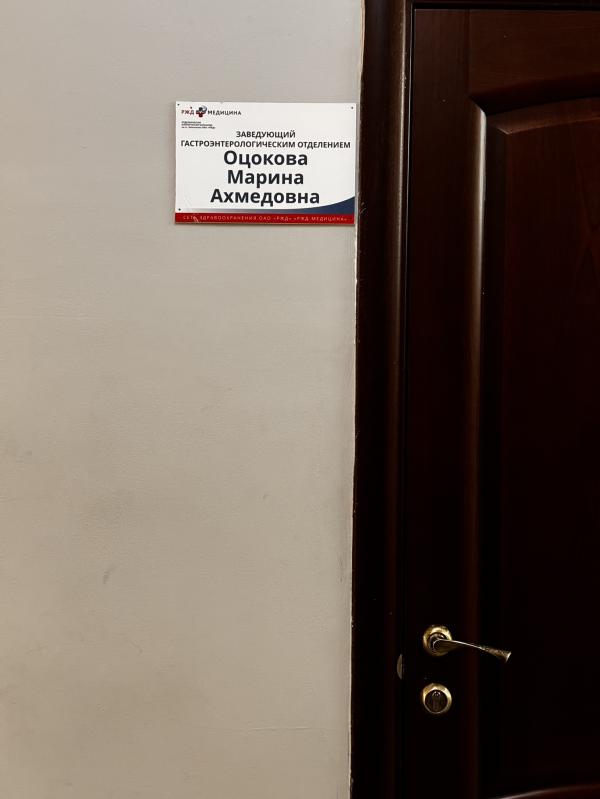 РЖД МЕДИЦИНА
ЗАВЕДУЮЩИЙ
ГАСТРОЭНТЕРОЛОГИЧЕСКИМ ОТДЕЛЕНИЕМ
Оцокова
Марина
Ахмедовна
СЕТЬ ЗДРАВООХРАНЕНИЯ ОАО «РЖД» «РЖД-МЕДИЦИНА»